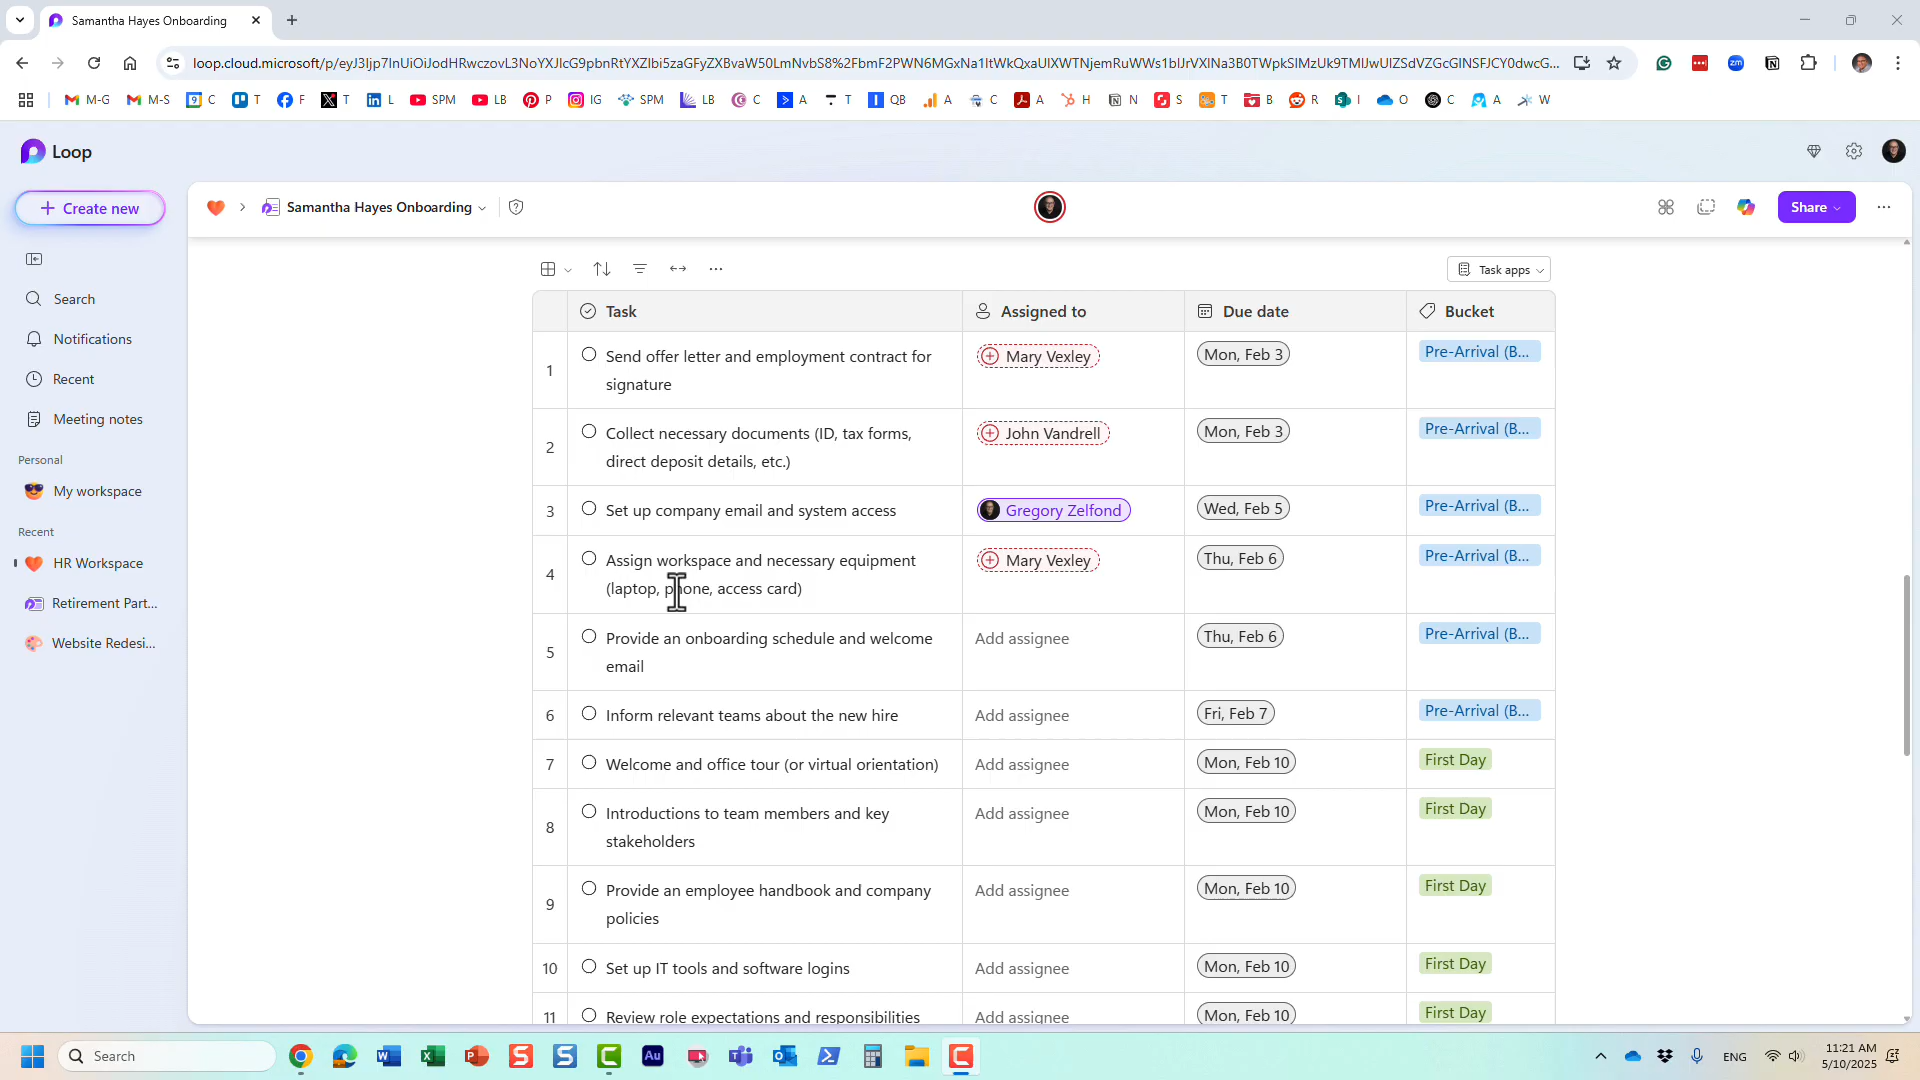 Samantha Hayes Onboarding
M-G M-S C T F T L SPM LB P IG SPM LB C A T QB A C A H N S T B R I O C A W
Loop
Create new
Samantha Hayes Onboarding
Share
Search
Notifications
Recent
Meeting notes
Personal
My workspace
Recent
HR Workspace
Retirement Part...
Website Redesi...
Task apps
Task Assigned to Due date Bucket
1 Send offer letter and employment contract for signature Mary Vexley Mon, Feb 3 Pre-Arrival (B...
2 Collect necessary documents (ID, tax forms, direct deposit details, etc.) John Vandrell Mon, Feb 3 Pre-Arrival (B...
3 Set up company email and system access Gregory Zelfond Wed, Feb 5 Pre-Arrival (B...
4 Assign workspace and necessary equipment (laptop, phone, access card) Mary Vexley Thu, Feb 6 Pre-Arrival (B...
5 Provide an onboarding schedule and welcome email Add assignee Thu, Feb 6 Pre-Arrival (B...
6 Inform relevant teams about the new hire Add assignee Fri, Feb 7 Pre-Arrival (B...
7 Welcome and office tour (or virtual orientation) Add assignee Mon, Feb 10 First Day
8 Introductions to team members and key stakeholders Add assignee Mon, Feb 10 First Day
9 Provide an employee handbook and company policies Add assignee Mon, Feb 10 First Day
10 Set up IT tools and software logins Add assignee Mon, Feb 10 First Day
11 Review role expectations and responsibilities Add assignee Mon, Feb 10 First Day
Search
ENG
11:21 AM
5/10/2025